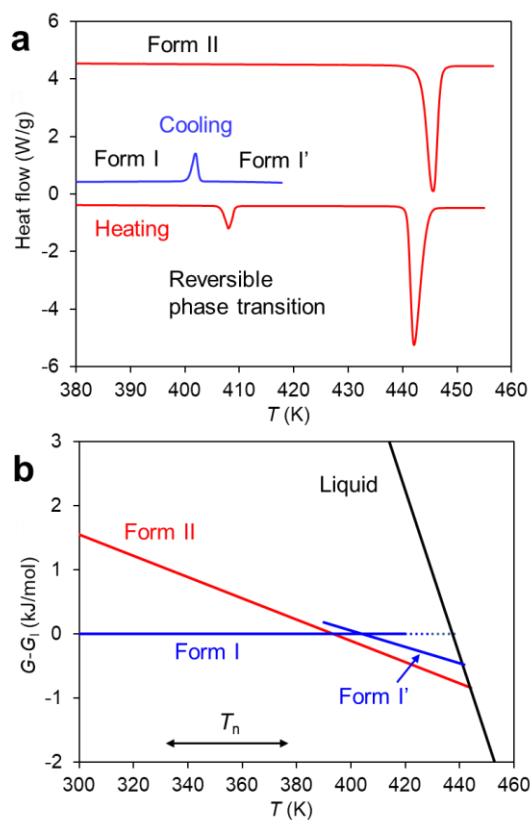 a
6
4
2
0
-2
-4
-6
Heat flow (W/g)
Form II
Cooling
Form I
Form I’
Heating
Reversible
phase transition
380 390 400 410 420 430 440 450 460
T (K)
b
3
2
1
0
-1
-2
G-GI (kJ/mol)
Liquid
Form II
Form I
Form I’
Tn
300 320 340 360 380 400 420 440 460
T (K)